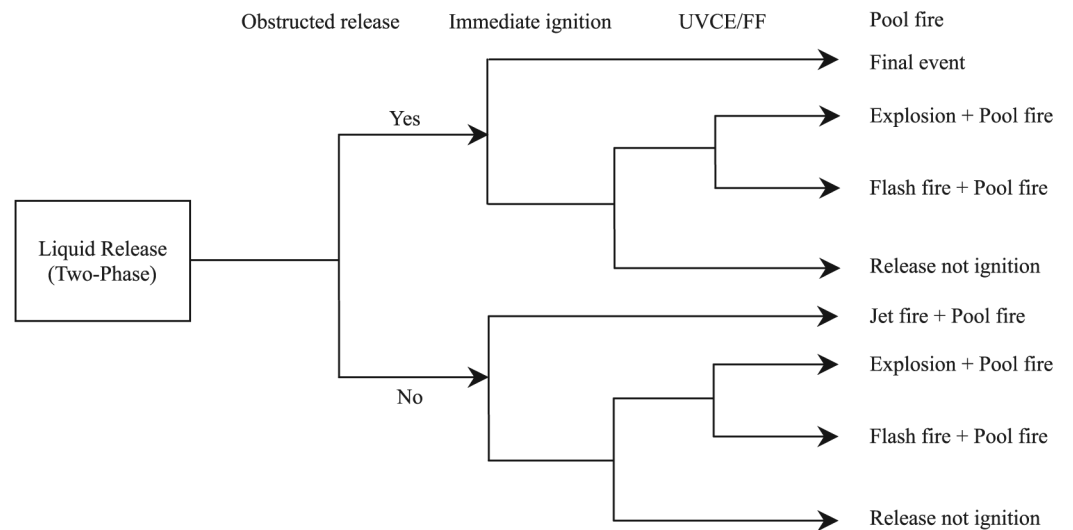 Obstructed release
Immediate ignition
UVCE/FF
Pool fire
Final event
Yes
Explosion + Pool fire
Flash fire + Pool fire
Liquid Release
(Two-Phase)
Release not ignition
Jet fire + Pool fire
Explosion + Pool fire
No
Flash fire + Pool fire
Release not ignition